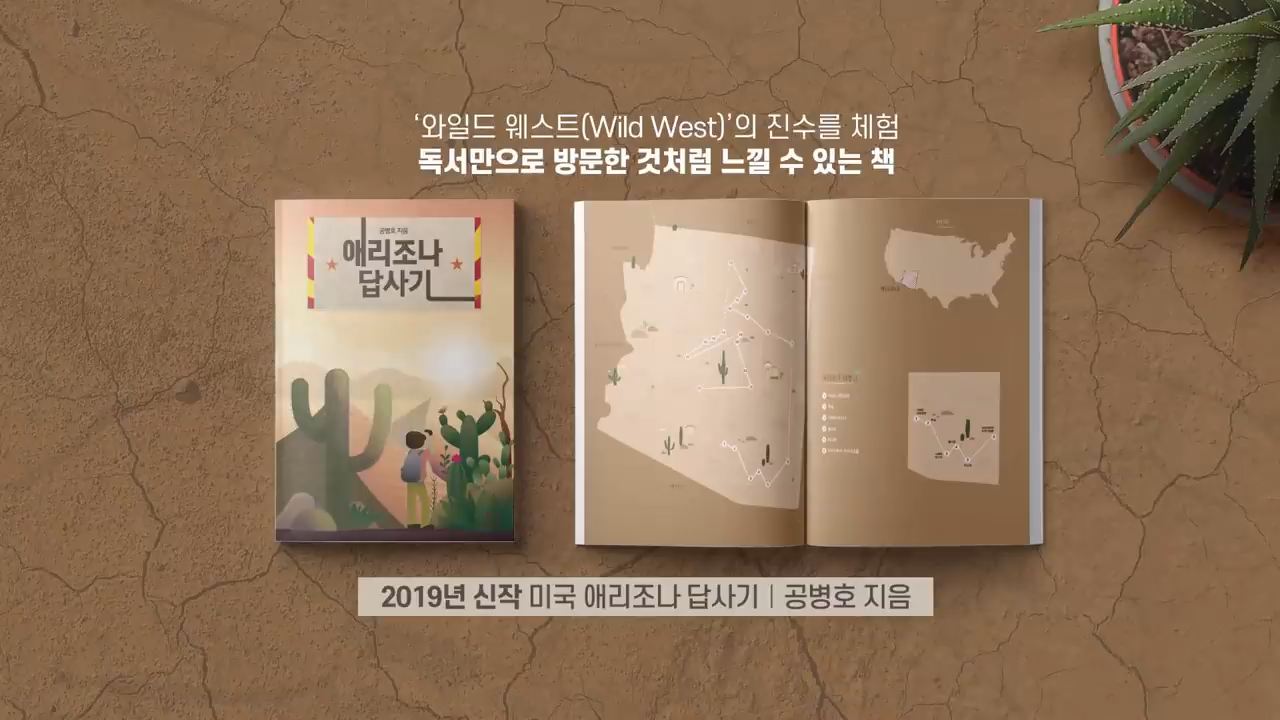 ‘와일드 웨스트(Wild West)’의 진수를 체험
독서만으로 방문한 것처럼 느낄 수 있는 책
공병호 지음
애리조나
답사기
2019년 신작 미국 애리조나 답사기 | 공병호 지음